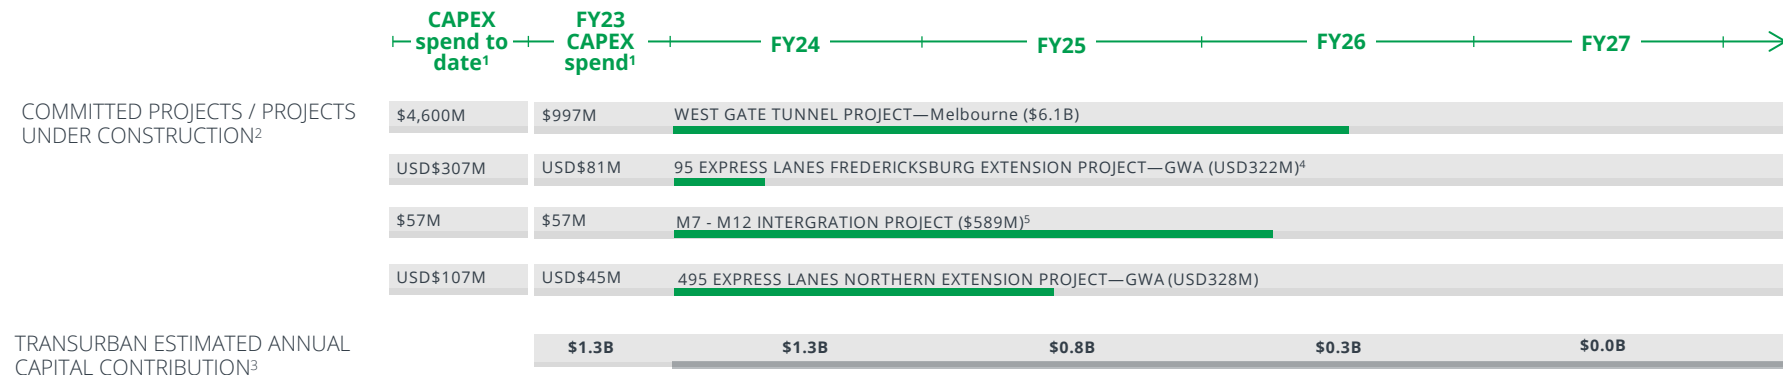 CAPEX
spend to
date1
FY23
CAPEX
spend1
FY24
FY25
FY26
FY27
COMMITTED PROJECTS / PROJECTS
UNDER CONSTRUCTION2
$4,600M
$997M
WEST GATE TUNNEL PROJECT—Melbourne ($6.1B)
USD$307M
USD$81M
95 EXPRESS LANES FREDERICKSBURG EXTENSION PROJECT—GWA (USD322M)4
$57M
$57M
M7 - M12 INTERGRATION PROJECT ($589M)5
USD$107M
USD$45M
495 EXPRESS LANES NORTHERN EXTENSION PROJECT—GWA (USD328M)
TRANSURBAN ESTIMATED ANNUAL
CAPITAL CONTRIBUTION3
$1.3B
$1.3B
$0.8B
$0.3B
$0.0B